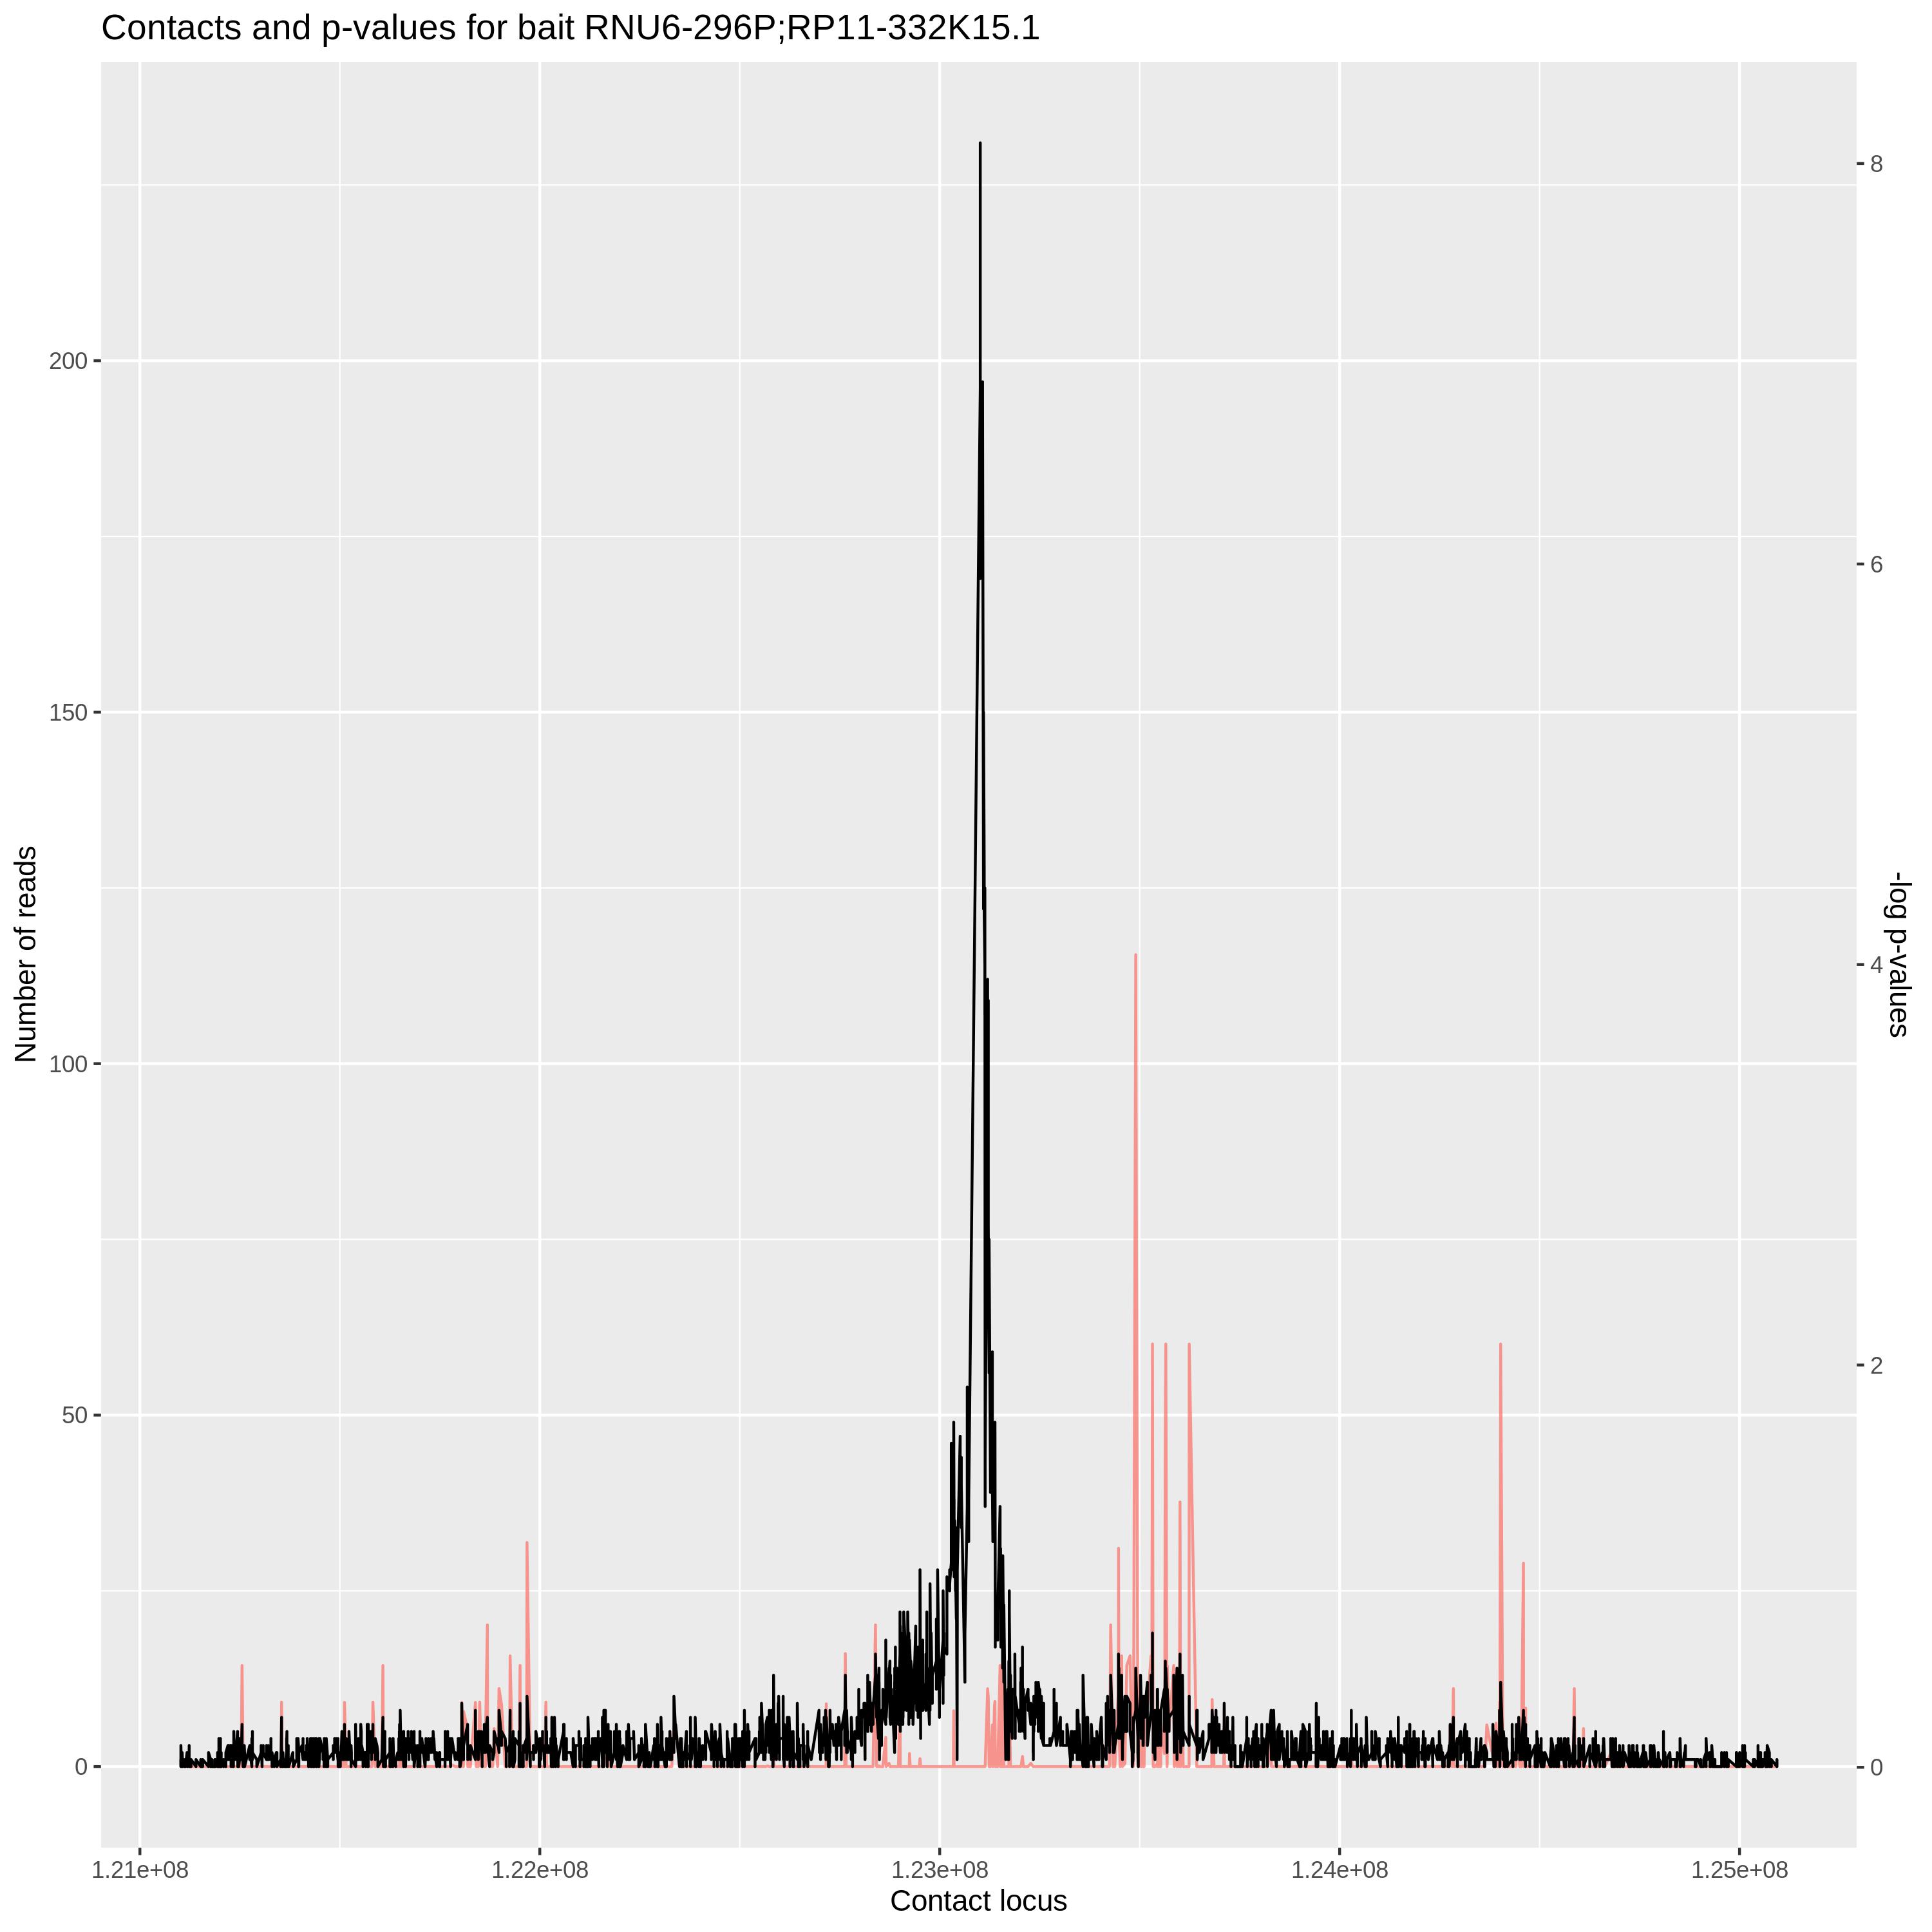 Contacts and p-values for bait RNU6-296P;RP11-332K15.1
Number of reads
200
150
100
50
0
8
6
4
2
0
-log p-values
1.21e+08 1.22e+08 1.23e+08 1.24e+08 1.25e+08
Contact locus